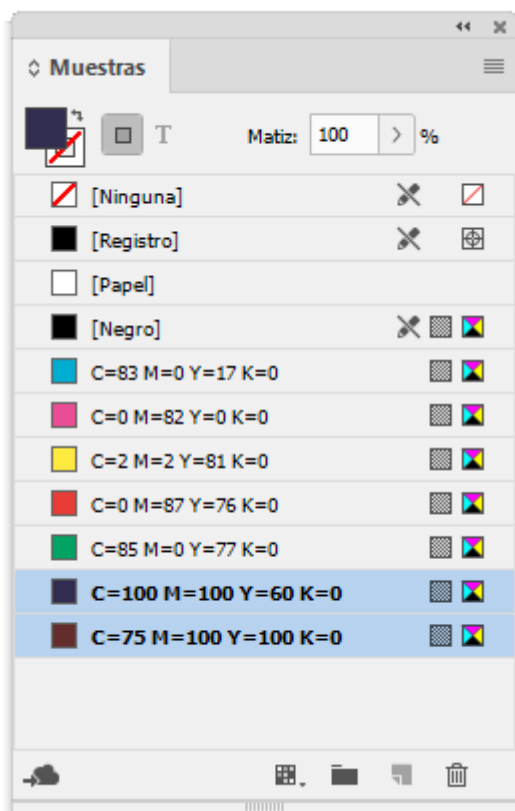 Muestras
T Matiz: 100 %
[Ninguna]
[Registro]
[Papel]
[Negro]
C=83 M=0 Y=17 K=0
C=0 M=82 Y=0 K=0
C=2 M=2 Y=81 K=0
C=0 M=87 Y=76 K=0
C=85 M=0 Y=77 K=0
C=100 M=100 Y=60 K=0
C=75 M=100 Y=100 K=0